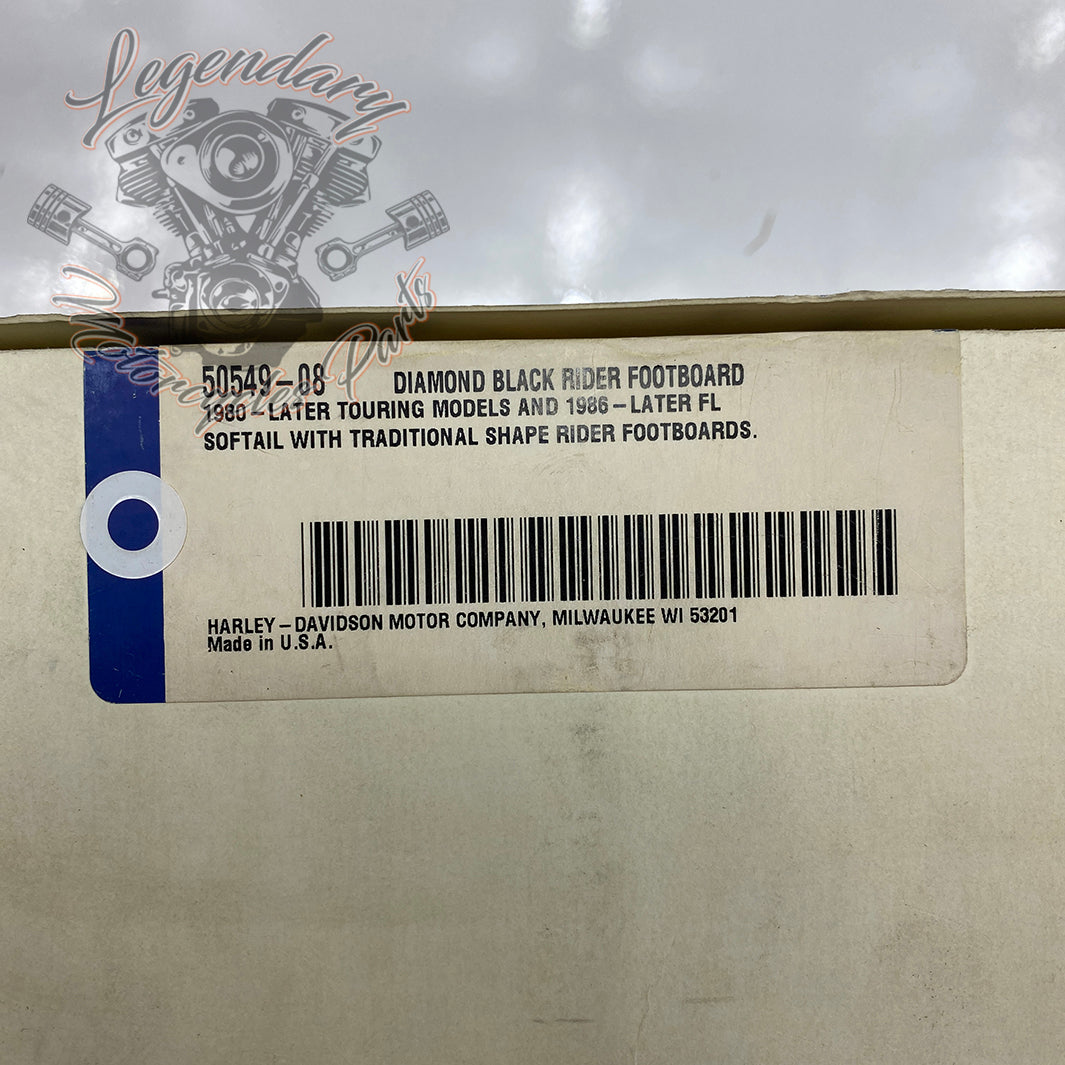 Legendary
Motorcycles Parts
50549-08 DIAMOND BLACK RIDER FOOTBOARD
1980-LATER TOURING MODELS AND 1986-LATER FL
SOFTAIL WITH TRADITIONAL SHAPE RIDER FOOTBOARDS.
HARLEY-DAVIDSON MOTOR COMPANY, MILWAUKEE WI 53201
Made in U.S.A.